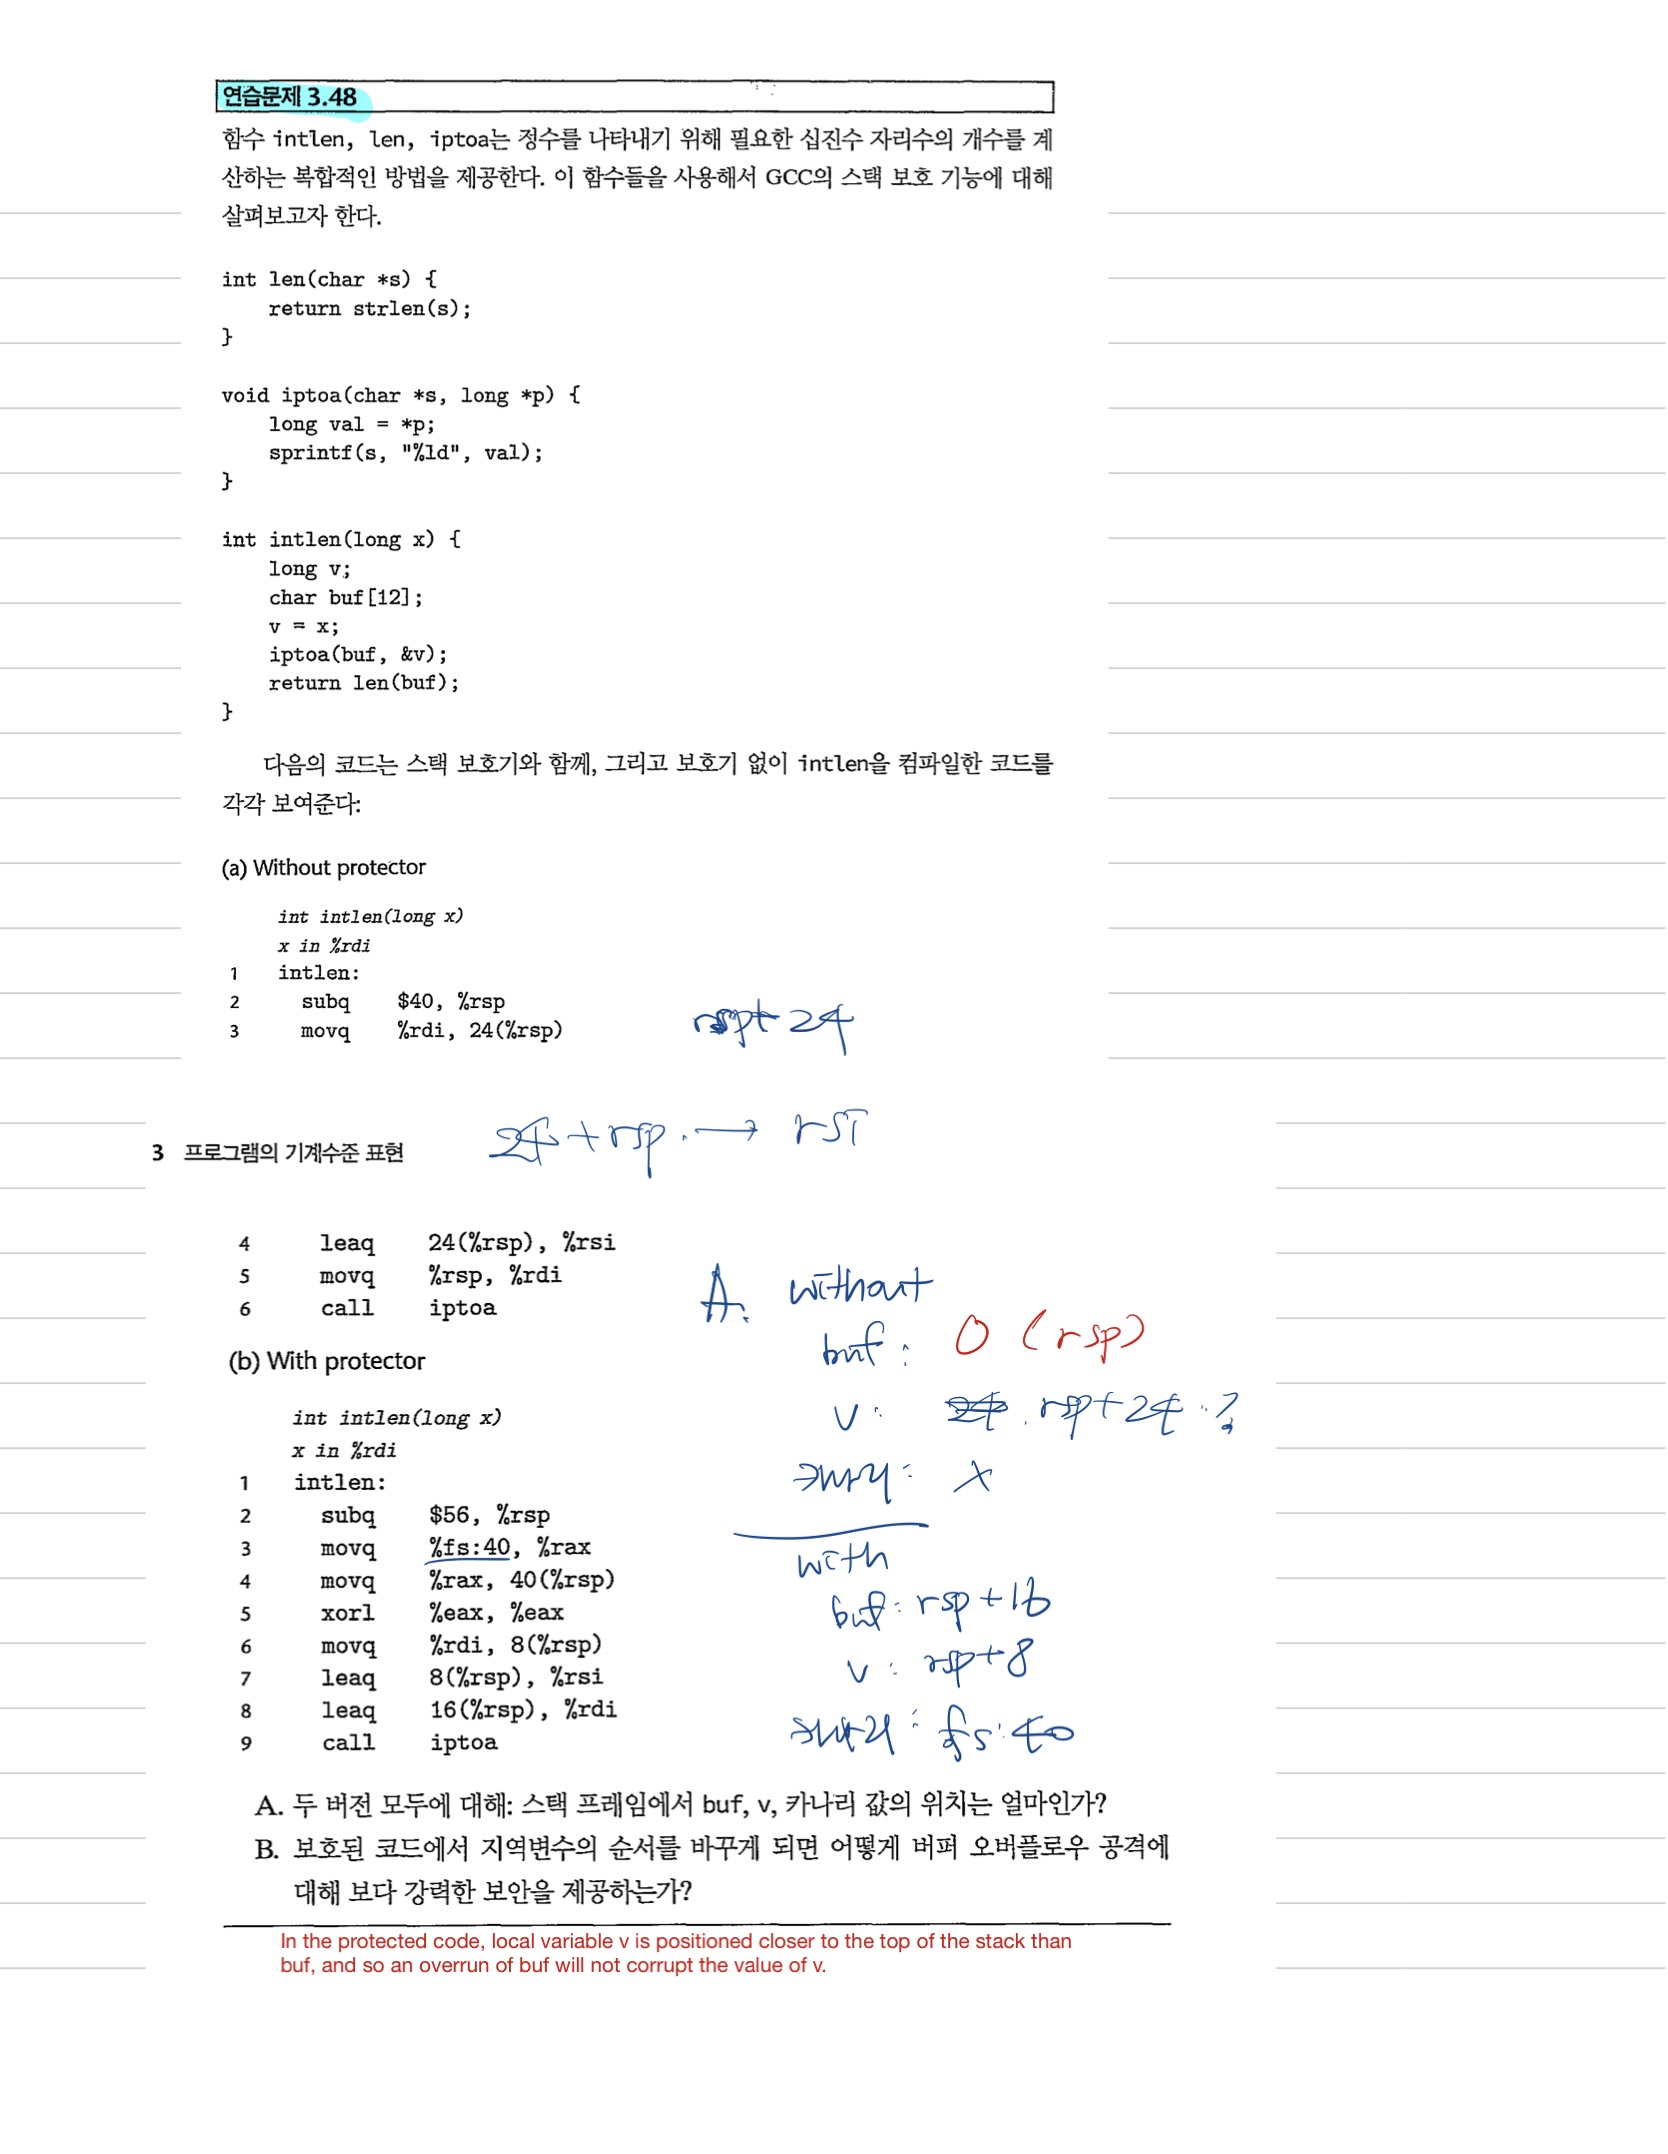 연습문제 3.48
함수 intlen, len, iptoa는 정수를 나타내기 위해 필요한 십진수 자리수의 개수를 계
산하는 복합적인 방법을 제공한다. 이 함수들을 사용해서 GCC의 스택 보호 기능에 대해
살펴보고자 한다.
int len(char *s) {
return strlen(s);
}
void iptoa(char *s, long *p) {
long val = *p;
sprintf(s, "%ld", val);
}
int intlen(long x) {
long v;
char buf[12];
v = x;
iptoa(buf, &v);
return len(buf);
}
다음의 코드는 스택 보호기와 함께, 그리고 보호기 없이 intlen을 컴파일한 코드를
각각 보여준다:
(a) Without protector
int intlen(long x)
x in %rdi
1 intlen:
2 subq $40, %rsp
3 movq %rdi, 24(%rsp)
rsp+24
24+rsp → rsi
3 프로그램의 기계수준 표현
4 leaq 24(%rsp), %rsi
5 movq %rsp, %rdi
6 call iptoa
A. without
buf: 0 (rsp)
v: 24 rsp+24 ?
x
with
buf: rsp+16
v: rsp+8
fs:40
(b) With protector
int intlen(long x)
x in %rdi
1 intlen:
2 subq $56, %rsp
3 movq %fs:40, %rax
4 movq %rax, 40(%rsp)
5 xorl %eax, %eax
6 movq %rdi, 8(%rsp)
7 leaq 8(%rsp), %rsi
8 leaq 16(%rsp), %rdi
9 call iptoa
A. 두 버전 모두에 대해: 스택 프레임에서 buf, v, 카나리 값의 위치는 얼마인가?
B. 보호된 코드에서 지역변수의 순서를 바꾸게 되면 어떻게 버퍼 오버플로우 공격에
대해 보다 강력한 보안을 제공하는가?
In the protected code, local variable v is positioned closer to the top of the stack than
buf, and so an overrun of buf will not corrupt the value of v.